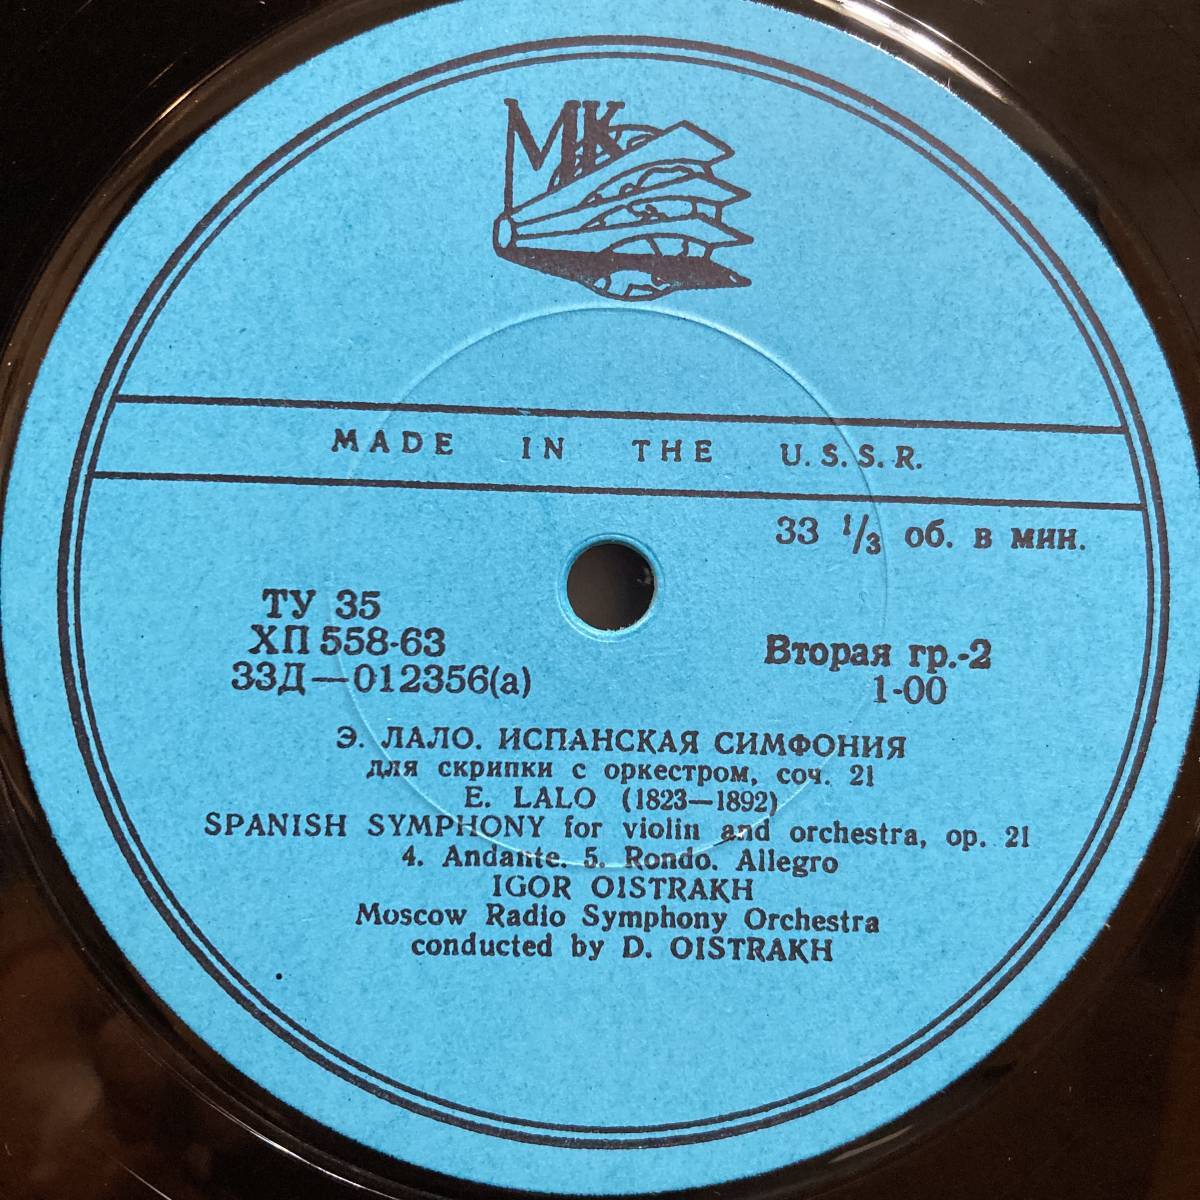 МК
MADE IN THE U.S.S.R.
33 1/3 об. в мин.
ТУ 35
ХП 558-63
33Д—012356(а)
Вторая гр.-2
1-00
Э. ЛАЛО. ИСПАНСКАЯ СИМФОНИЯ
для скрипки с оркестром, соч. 21
E. LALO (1823—1892)
SPANISH SYMPHONY for violin and orchestra, op. 21
4. Andante. 5. Rondo. Allegro
IGOR OISTRAKH
Moscow Radio Symphony Orchestra
conducted by D. OISTRAKH